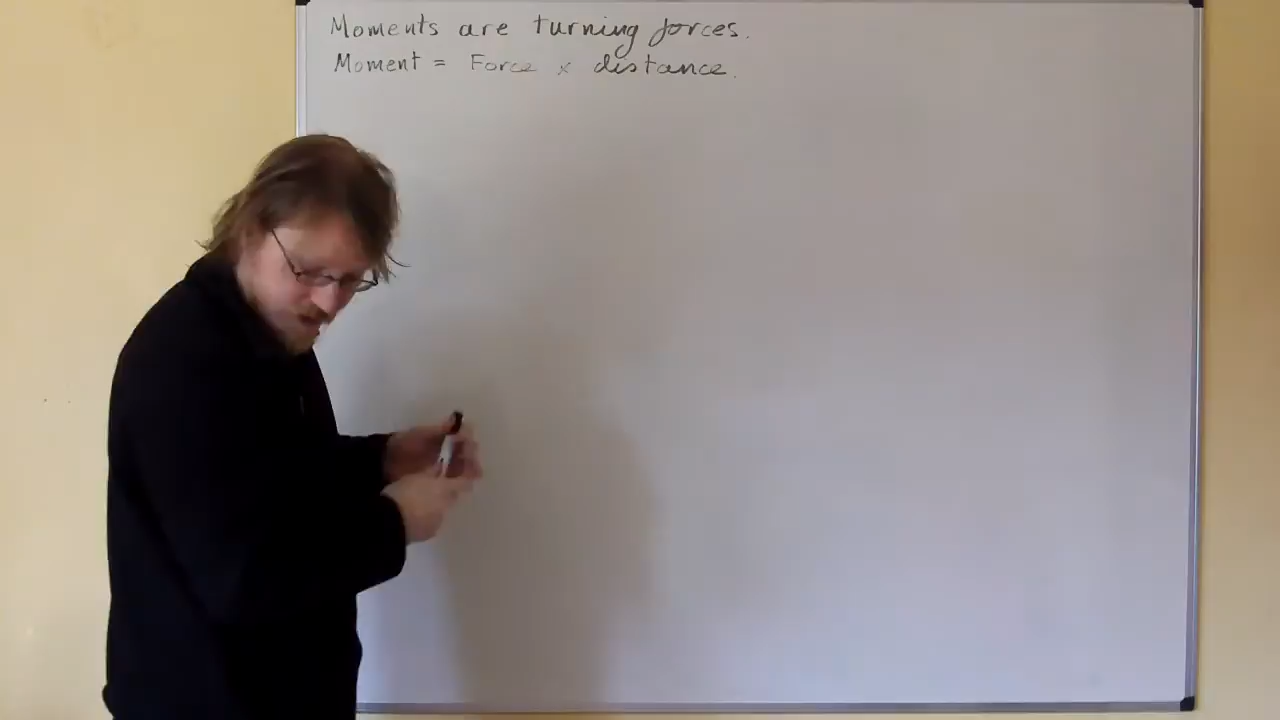 Moments are turning forces.
Moment = Force x distance.